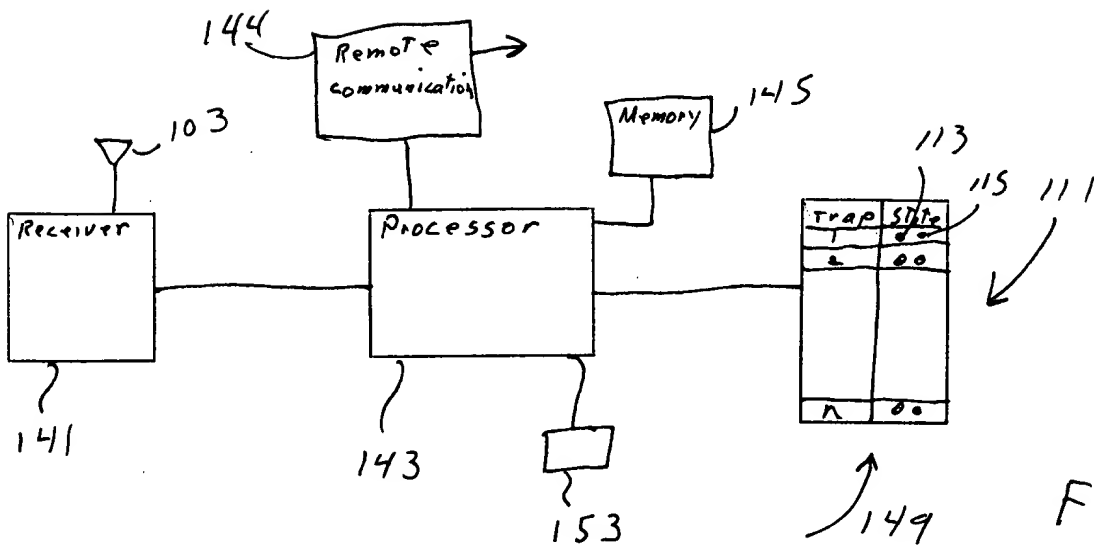 144
Remote
communication
103
Memory
145
113
115
111
Receiver
Processor
Trap State
1
2
n
141
143
153
149
F